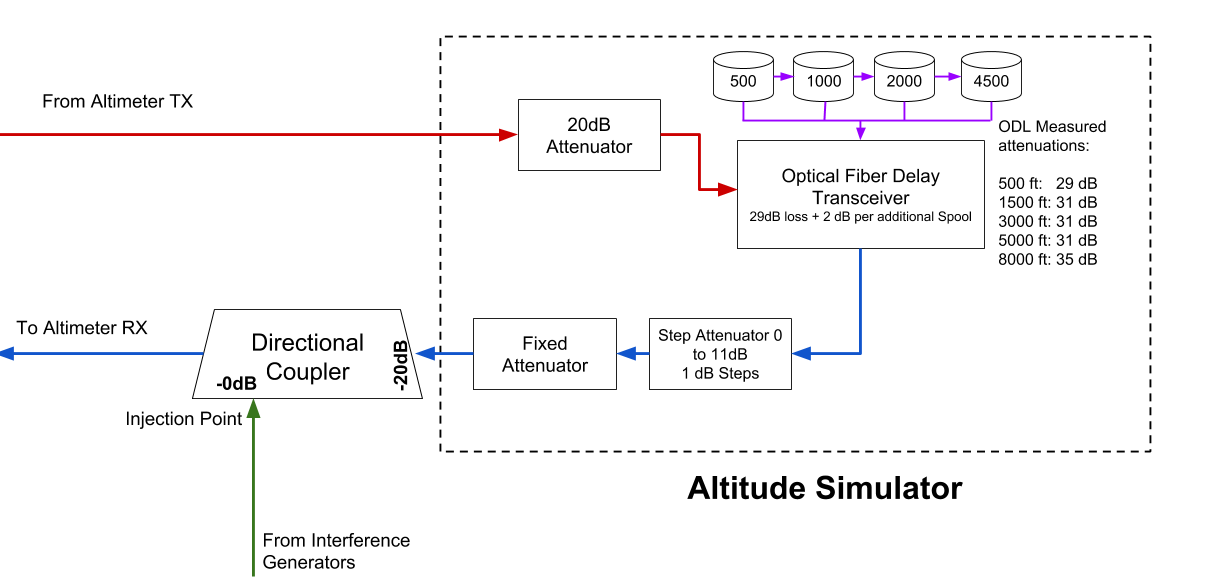 500
1000
2000
4500
From Altimeter TX
20dB
Attenuator
ODL Measured
attenuations:
500 ft: 29 dB
1500 ft: 31 dB
3000 ft: 31 dB
5000 ft: 31 dB
8000 ft: 35 dB
Optical Fiber Delay
Transceiver
29dB loss + 2 dB per additional Spool
To Altimeter RX
Directional
Coupler
-0dB
-20dB
Fixed
Attenuator
Step Attenuator 0
to 11dB
1 dB Steps
Injection Point
Altitude Simulator
From Interference
Generators